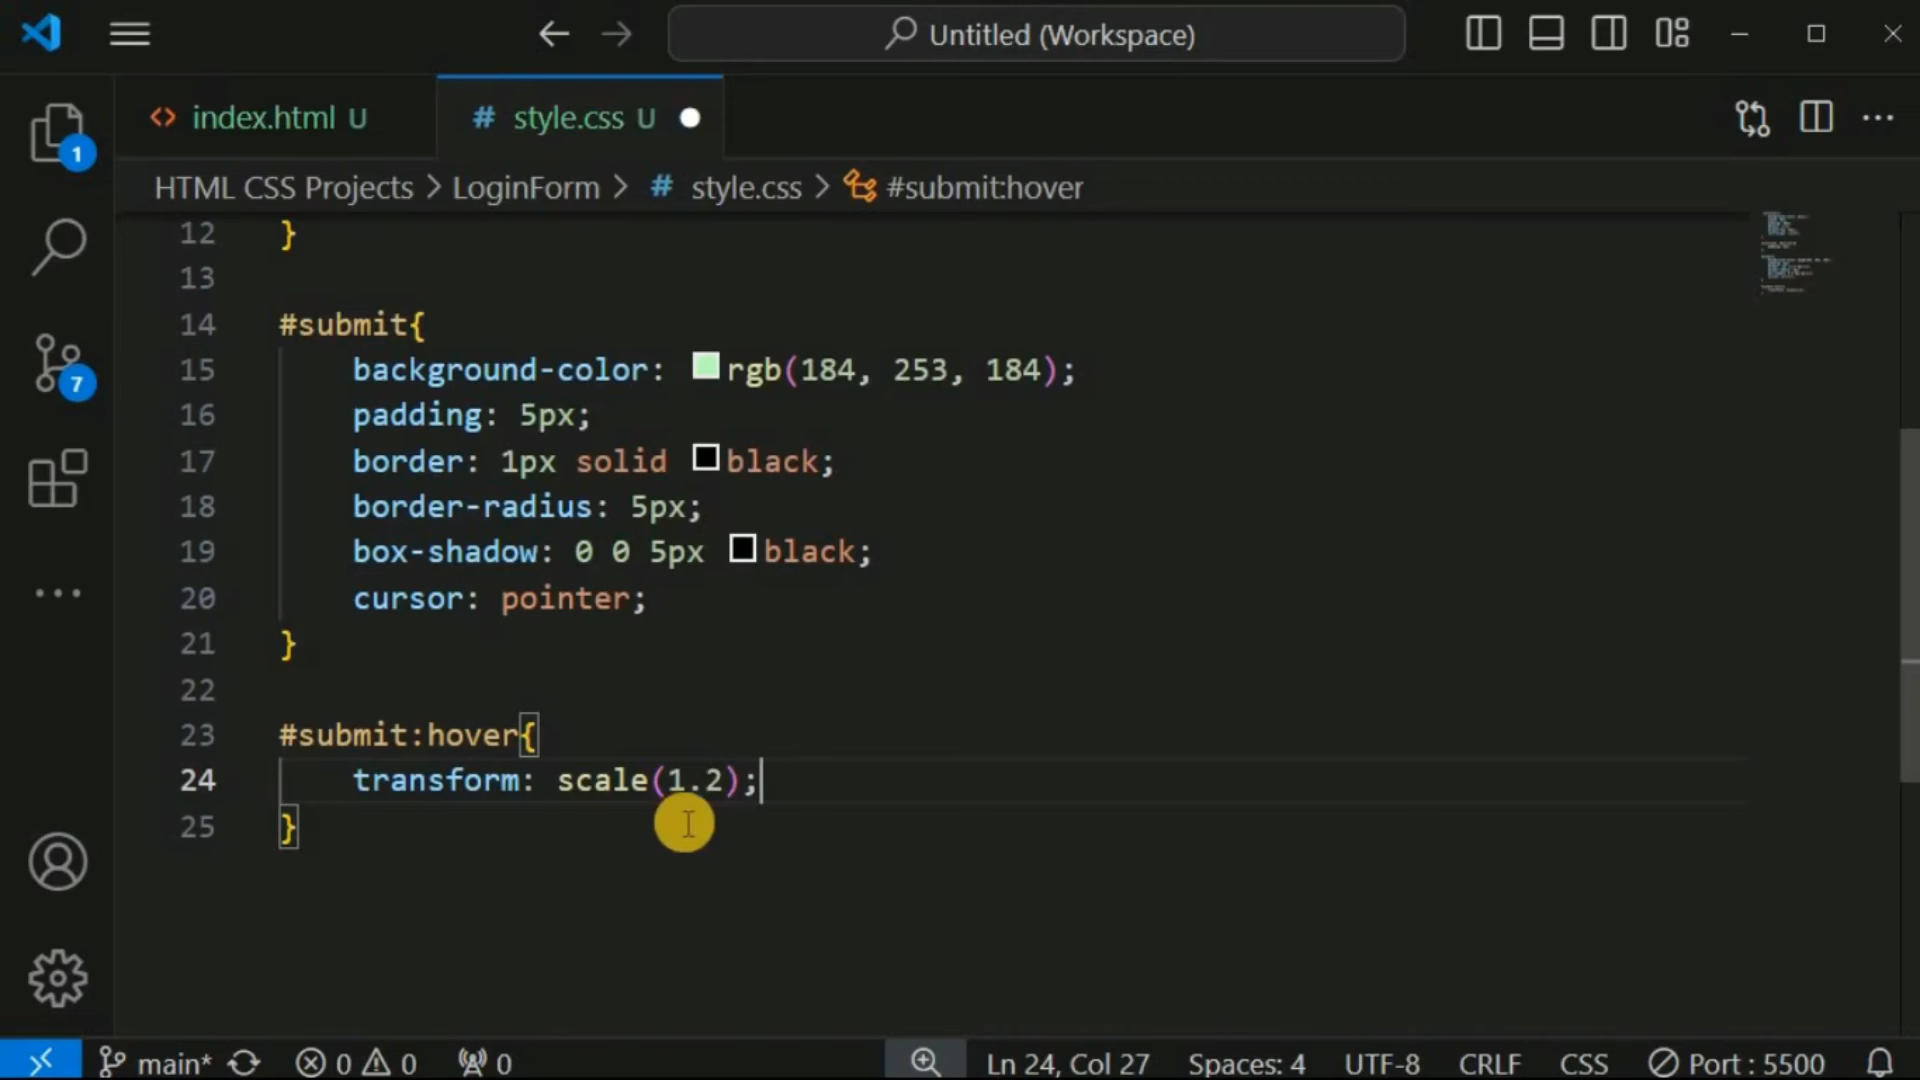 Untitled (Workspace)
index.html U
# style.css U
HTML CSS Projects > LoginForm > # style.css > #submit:hover
1
7
12 }
13
14 #submit{
15 background-color: rgb(184, 253, 184);
16 padding: 5px;
17 border: 1px solid black;
18 border-radius: 5px;
19 box-shadow: 0 0 5px black;
20 cursor: pointer;
21 }
22
23 #submit:hover{
24 transform: scale(1.2);
25 }
main* 0 0 0 Ln 24, Col 27 Spaces: 4 UTF-8 CRLF CSS Port : 5500